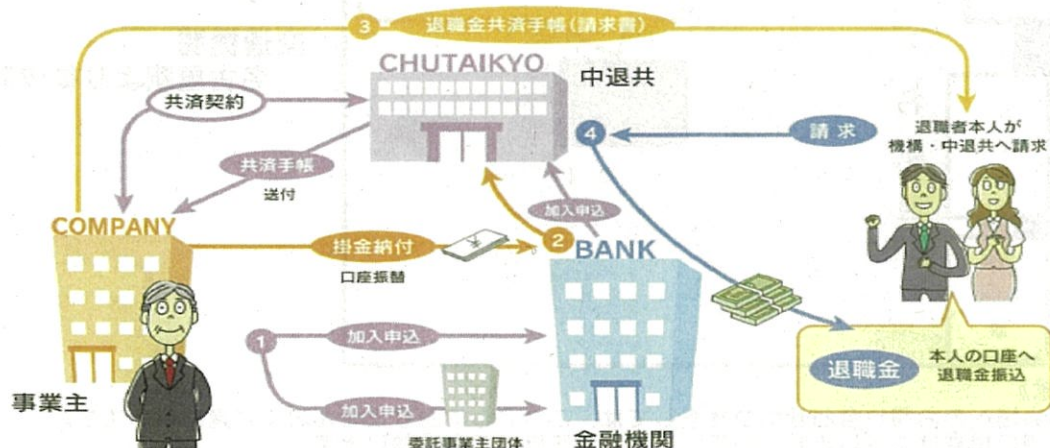 3 退職金共済手帳(請求書)
CHUTAIKYO
中退共
共済契約
4
請求
退職者本人が
機構・中退共へ請求
共済手帳
送付
加入申込
COMPANY
掛金納付
口座振替
2
BANK
1
加入申込
加入申込
退職金
本人の口座へ
退職金振込
事業主
委託事業主団体
金融機関